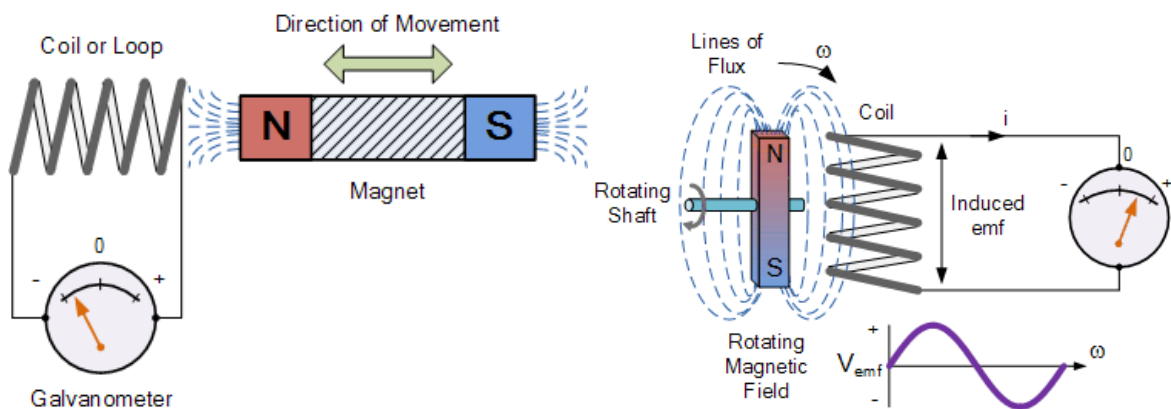 Direction of Movement
Coil or Loop
N
S
Magnet
0
-
+
Galvanometer
Lines of
Flux
ω
Coil
i
N
Rotating
Shaft
S
Induced
emf
0
-
+
Rotating
Magnetic
Field
+
Vemf
-
ω